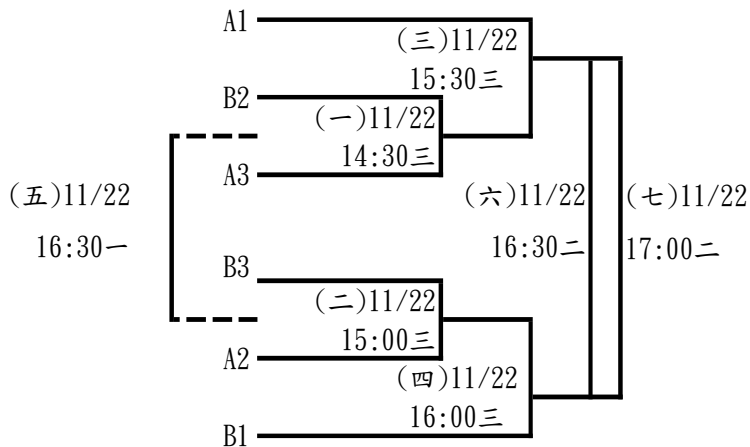 A1
(三)11/22
15:30三
B2
(一)11/22
14:30三
A3
(五)11/22
16:30一
(六)11/22
16:30二
(七)11/22
17:00二
B3
(二)11/22
15:00三
A2
(四)11/22
16:00三
B1